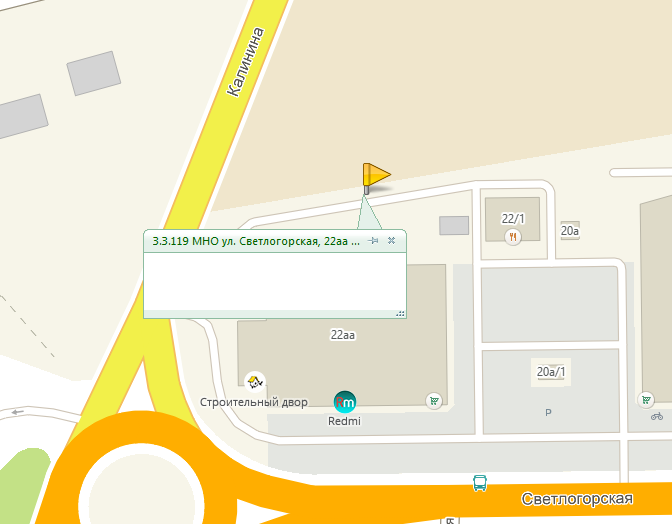 Калинина
3.3.119 МНО ул. Светлогорская, 22аа ...
22/1
20а
22аа
20а/1
Строительный двор
Redmi
P
Светлогорская